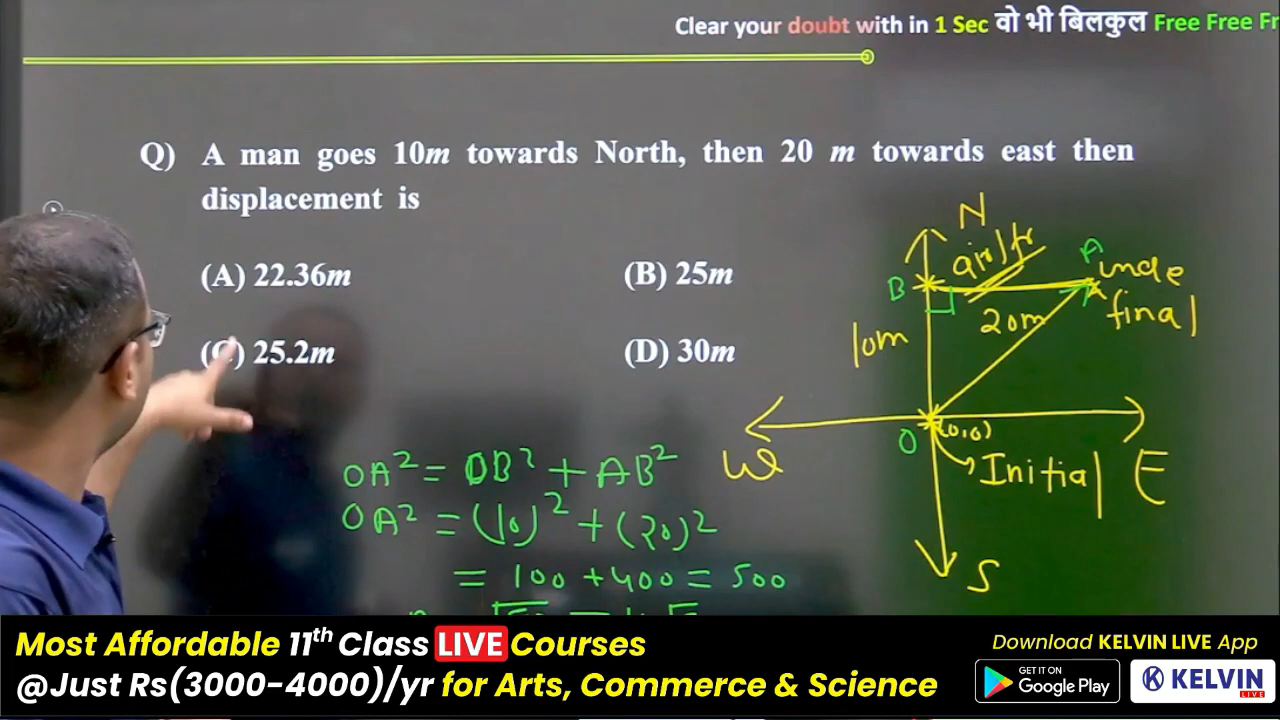 Clear your doubt with in 1 Sec वो भी बिलकुल Free Free Fr
Q) A man goes 10m towards North, then 20 m towards east then
displacement is
(A) 22.36m
(B) 25m
(C) 25.2m
(D) 30m
N
A
B
final
20m
10m
O
(0,0)
Initial
W
E
S
OA² = OB² + AB²
OA² = (10)² + (20)²
= 100 + 400 = 500
Most Affordable 11th Class LIVE Courses
@Just Rs(3000-4000)/yr for Arts, Commerce & Science
Download KELVIN LIVE App
GET IT ON
Google Play
KELVIN
LIVE